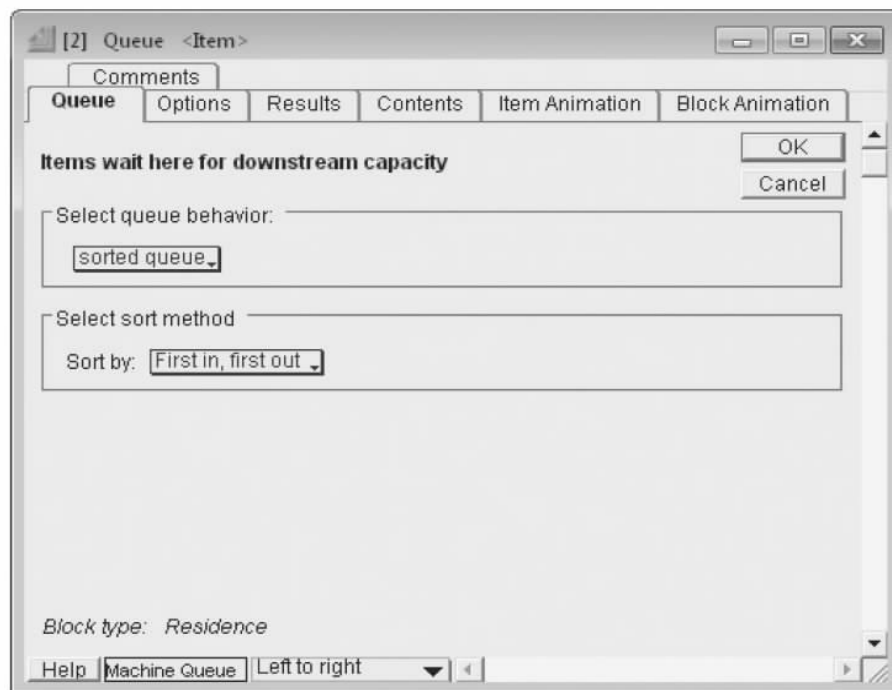 [2] Queue <Item>
Comments
Queue Options Results Contents Item Animation Block Animation
Items wait here for downstream capacity
OK
Cancel
Select queue behavior:
sorted queue
Select sort method
Sort by: First in, first out
Block type: Residence
Help Machine Queue Left to right